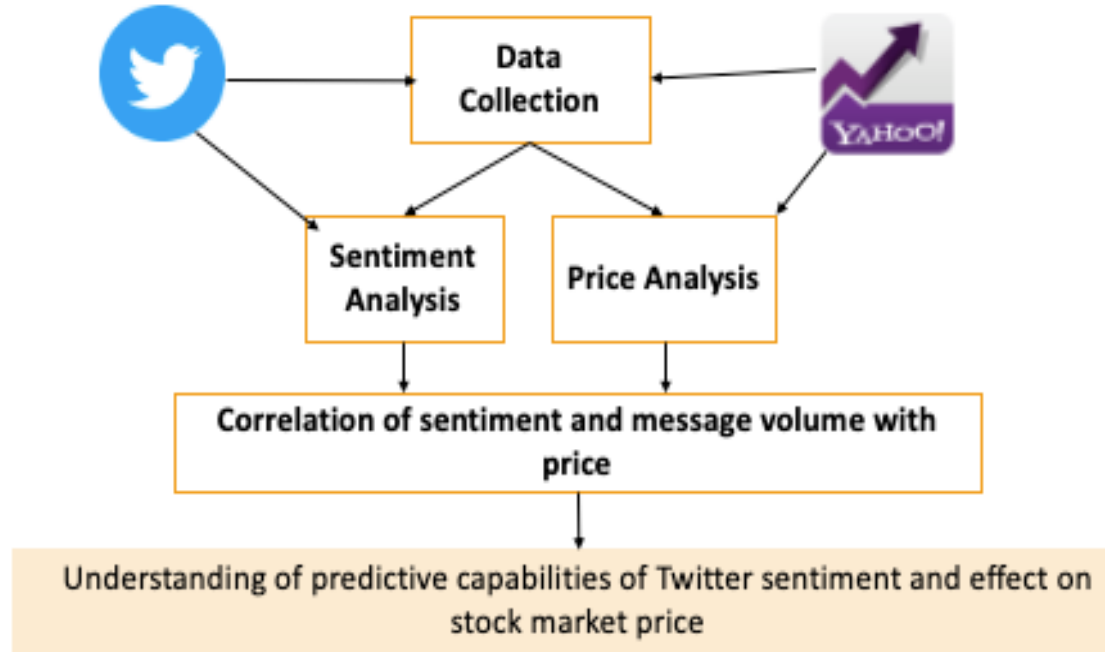 Data
Collection
YAHOO!
Sentiment
Analysis
Price Analysis
Correlation of sentiment and message volume with
price
Understanding of predictive capabilities of Twitter sentiment and effect on
stock market price